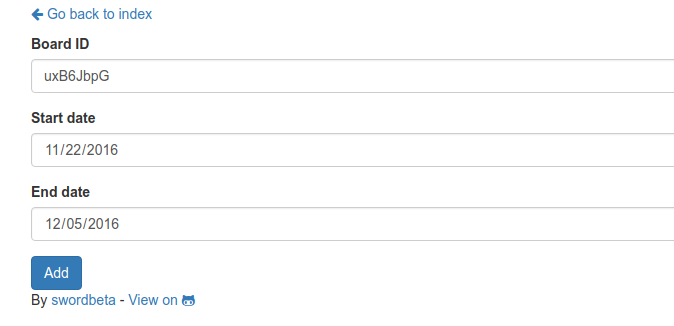 Go back to index
Board ID
uxB6JbpG
Start date
11/22/2016
End date
12/05/2016
Add
By swordbeta - View on